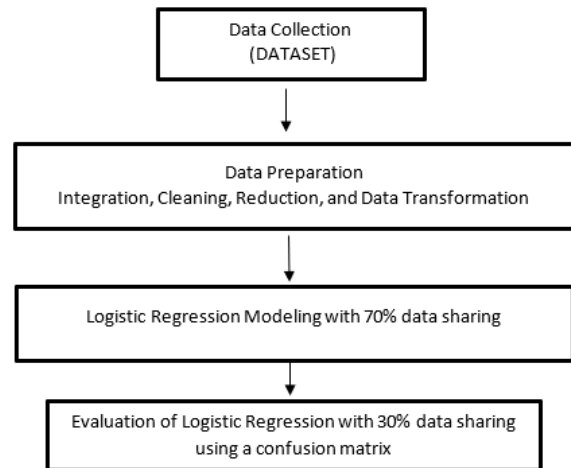 Data Collection
(DATASET)
Data Preparation
Integration, Cleaning, Reduction, and Data Transformation
Logistic Regression Modeling with 70% data sharing
Evaluation of Logistic Regression with 30% data sharing
using a confusion matrix